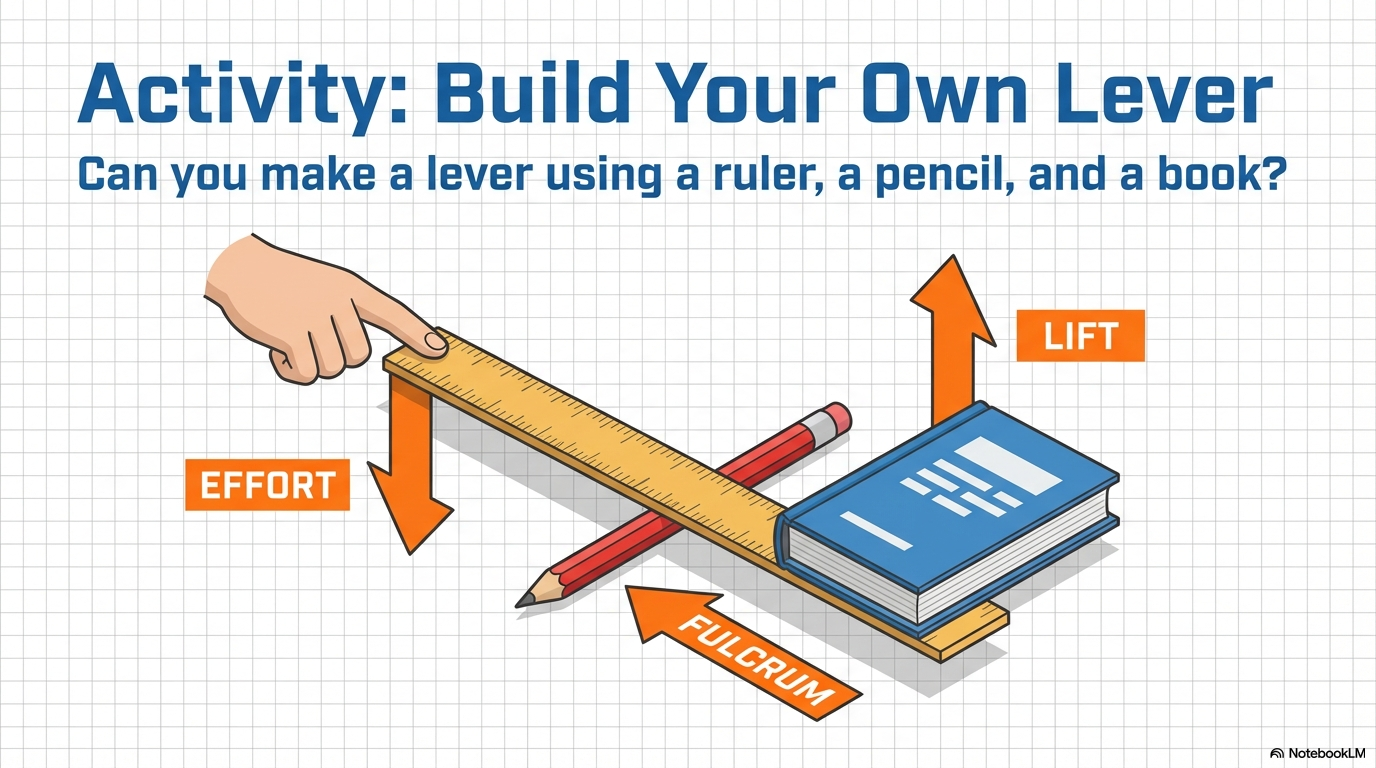 Activity: Build Your Own Lever
Can you make a lever using a ruler, a pencil, and a book?
LIFT
EFFORT
FULCRUM
NotebookLM